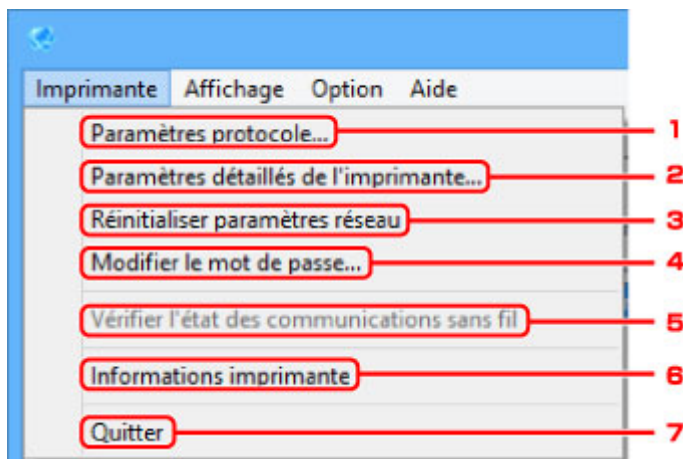 Imprimante Affichage Option Aide
Paramètres protocole... 1
Paramètres détaillés de l'imprimante... 2
Réinitialiser paramètres réseau 3
Modifier le mot de passe... 4
Vérifier l'état des communications sans fil 5
Informations imprimante 6
Quitter 7